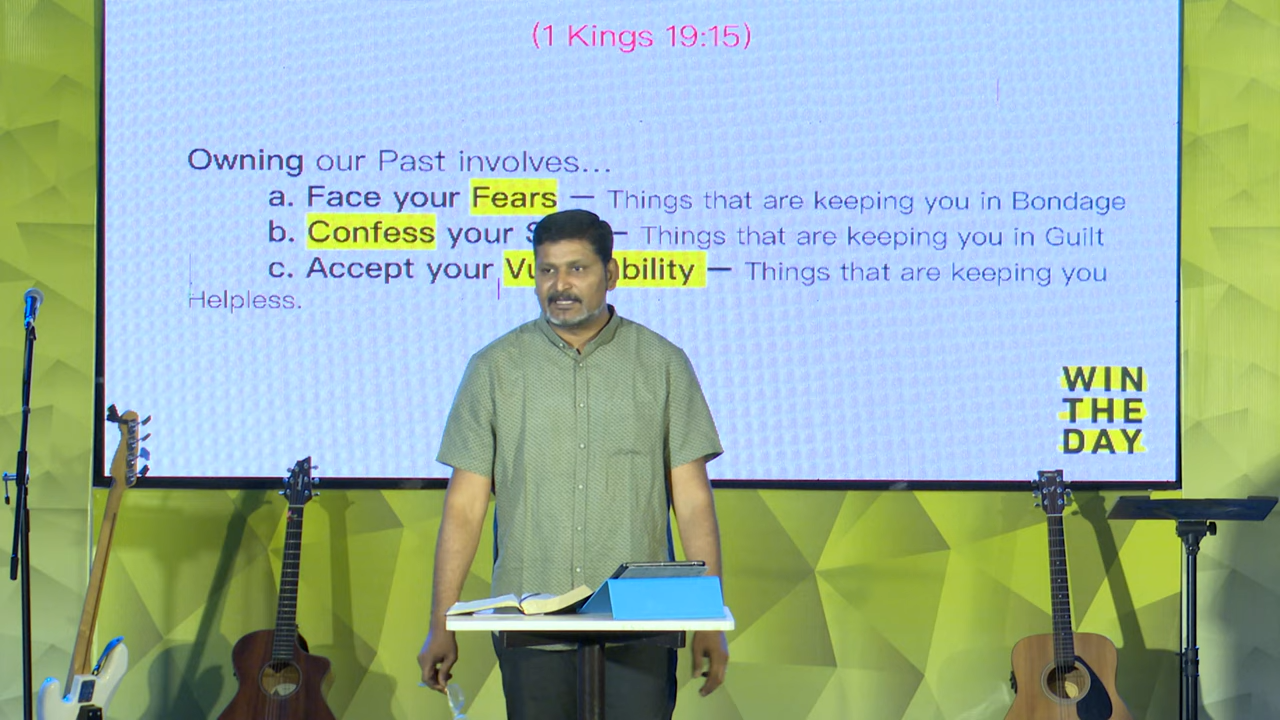 (1 Kings 19:15)
Owning our Past involves...
a. Face your Fears — Things that are keeping you in Bondage
b. Confess your — Things that are keeping you in Guilt
c. Accept your — Things that are keeping you
Helpless.
WIN
THE
DAY